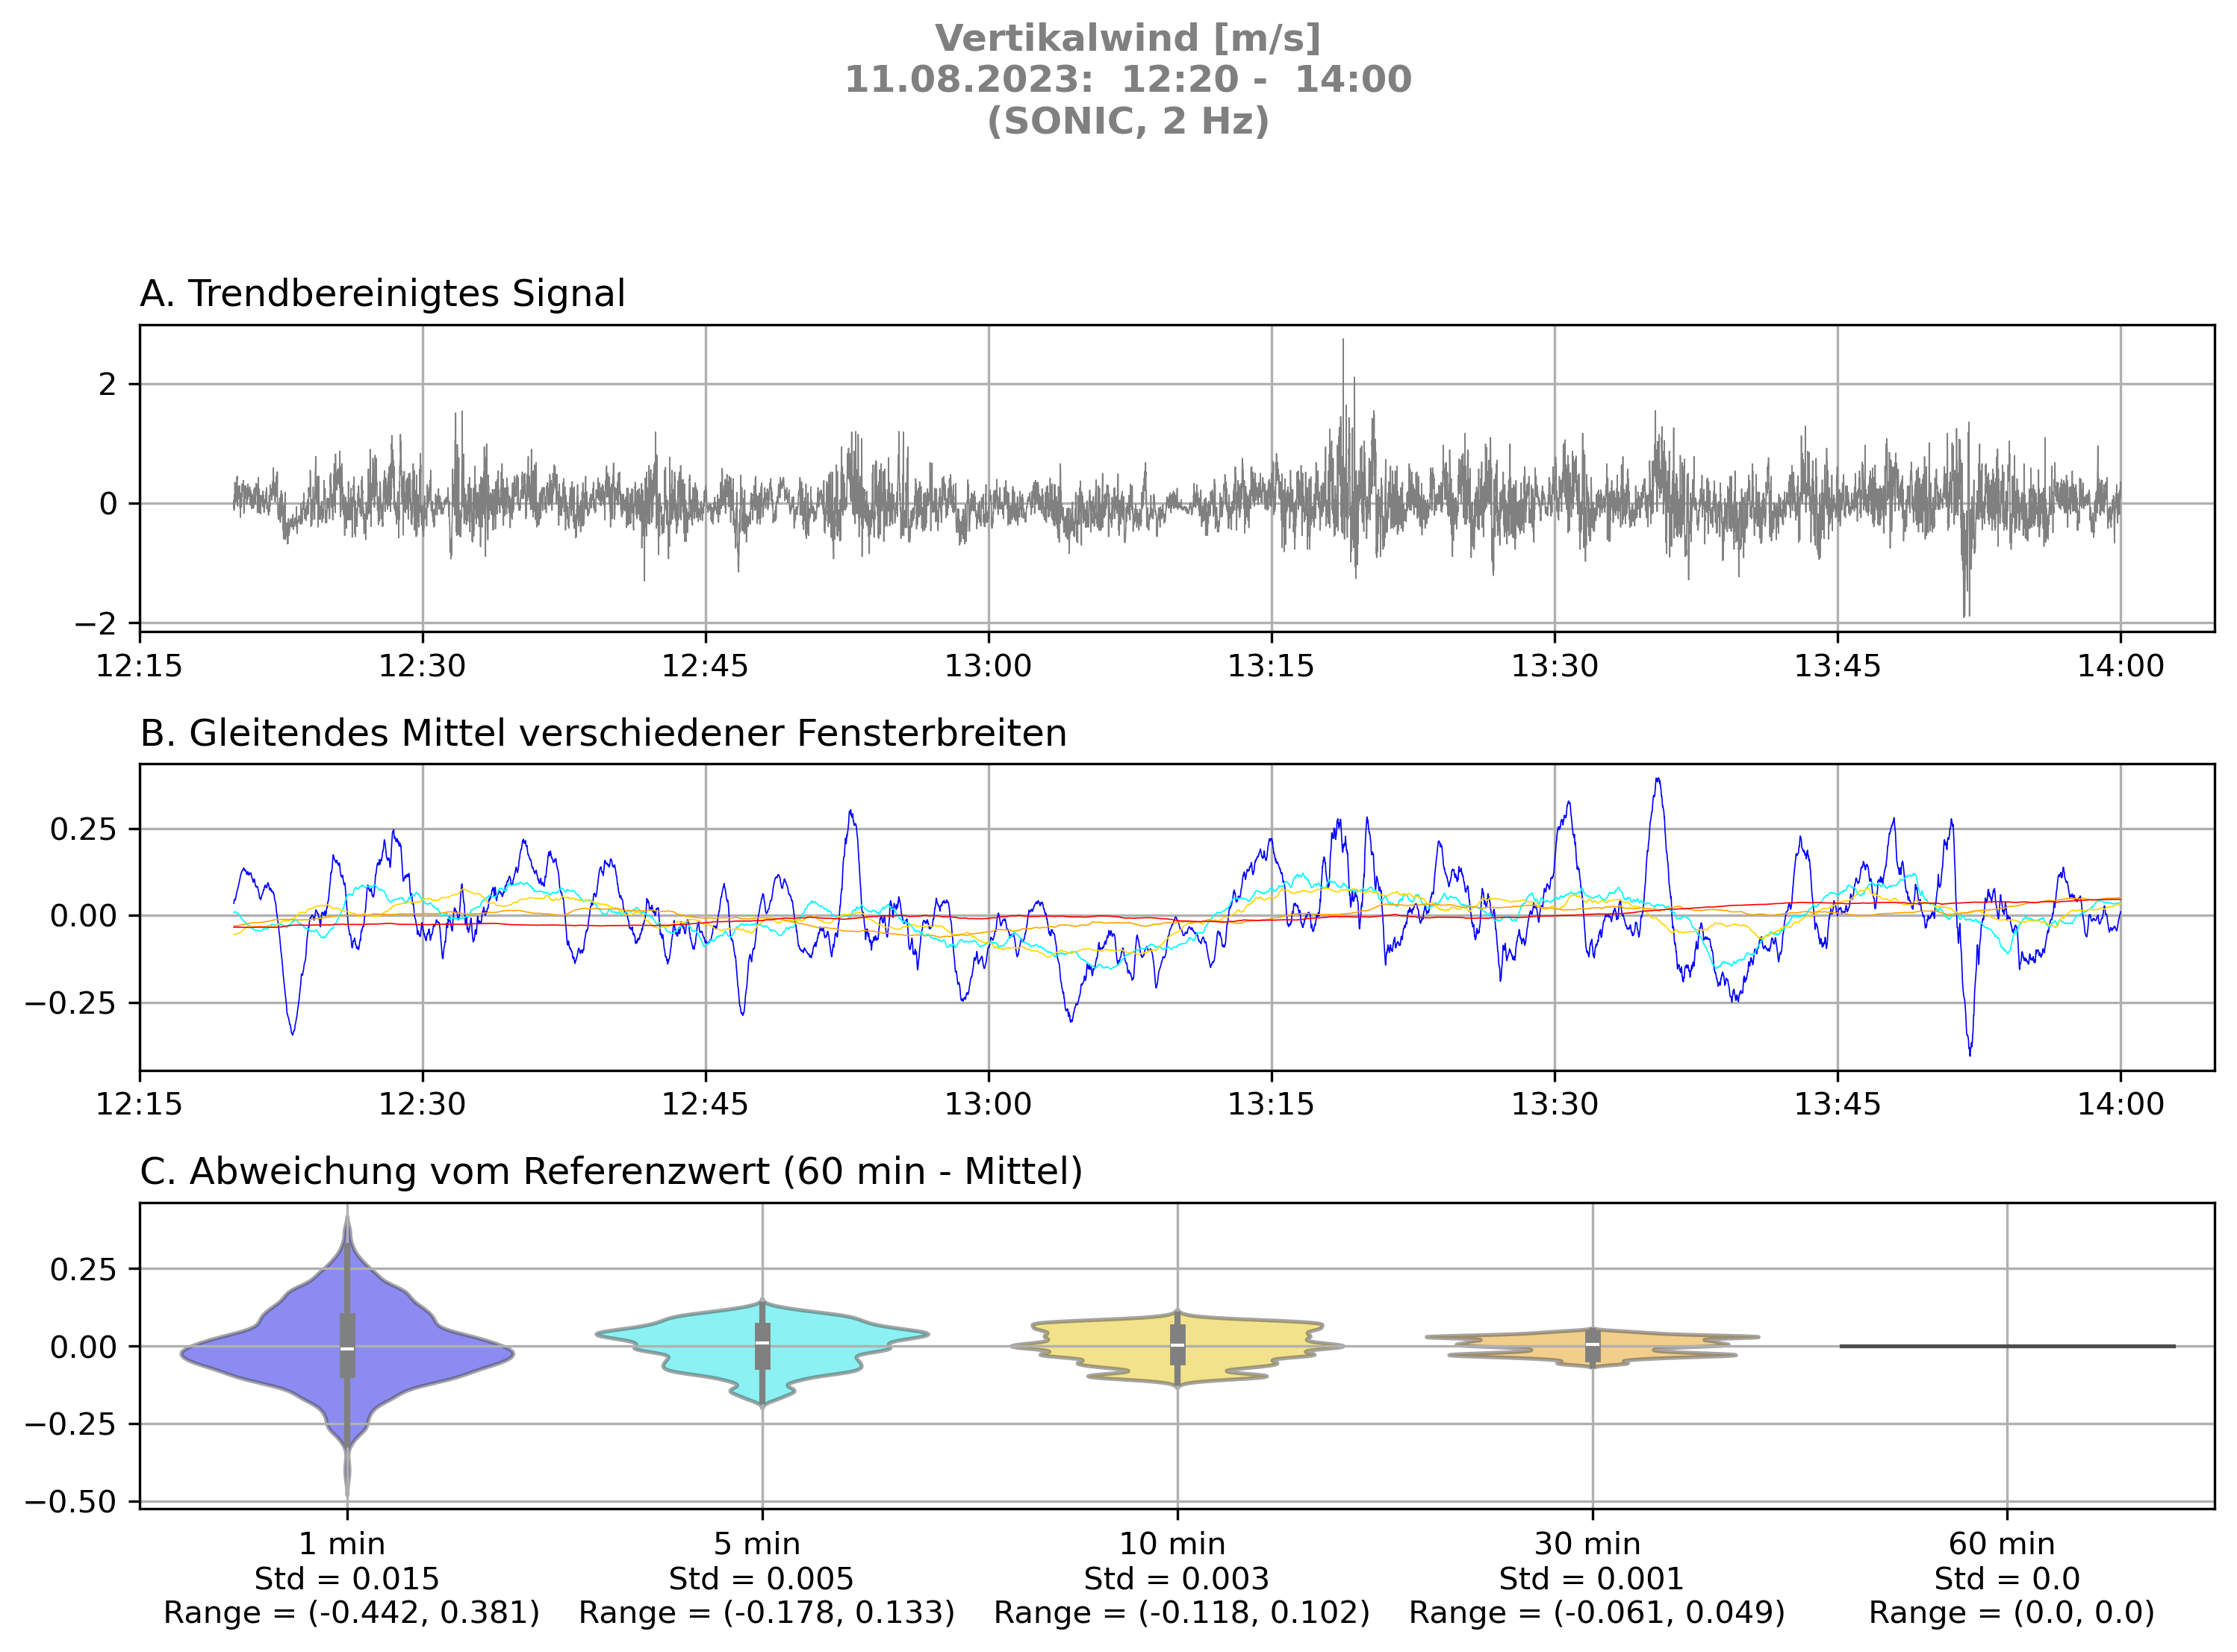 Vertikalwind [m/s]
11.08.2023:  12:20 -  14:00
(SONIC, 2 Hz)
A. Trendbereinigtes Signal
2
0
−2
12:15 12:30 12:45 13:00 13:15 13:30 13:45 14:00
B. Gleitendes Mittel verschiedener Fensterbreiten
0.25
0.00
−0.25
12:15 12:30 12:45 13:00 13:15 13:30 13:45 14:00
C. Abweichung vom Referenzwert (60 min - Mittel)
0.25
0.00
−0.25
−0.50
1 min 5 min 10 min 30 min 60 min
Std = 0.015 Std = 0.005 Std = 0.003 Std = 0.001 Std = 0.0
Range = (-0.442, 0.381) Range = (-0.178, 0.133) Range = (-0.118, 0.102) Range = (-0.061, 0.049) Range = (0.0, 0.0)